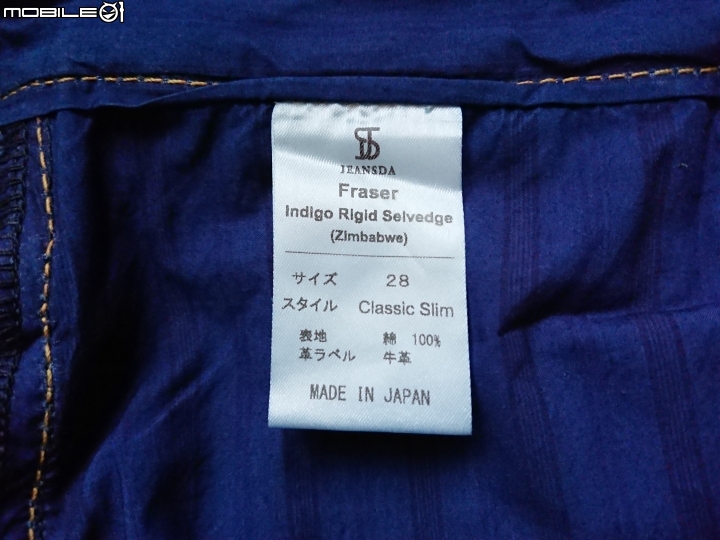 MOBILE01
JEANSDA
Fraser
Indigo Rigid Selvedge
(Zimbabwe)
サイズ 28
スタイル Classic Slim
表地 綿 100%
革ラベル 牛革
MADE IN JAPAN